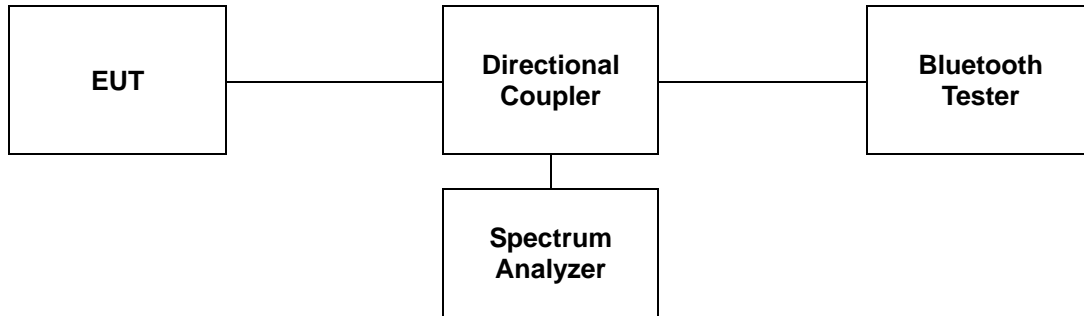 EUT
Directional
Coupler
Bluetooth
Tester
Spectrum
Analyzer